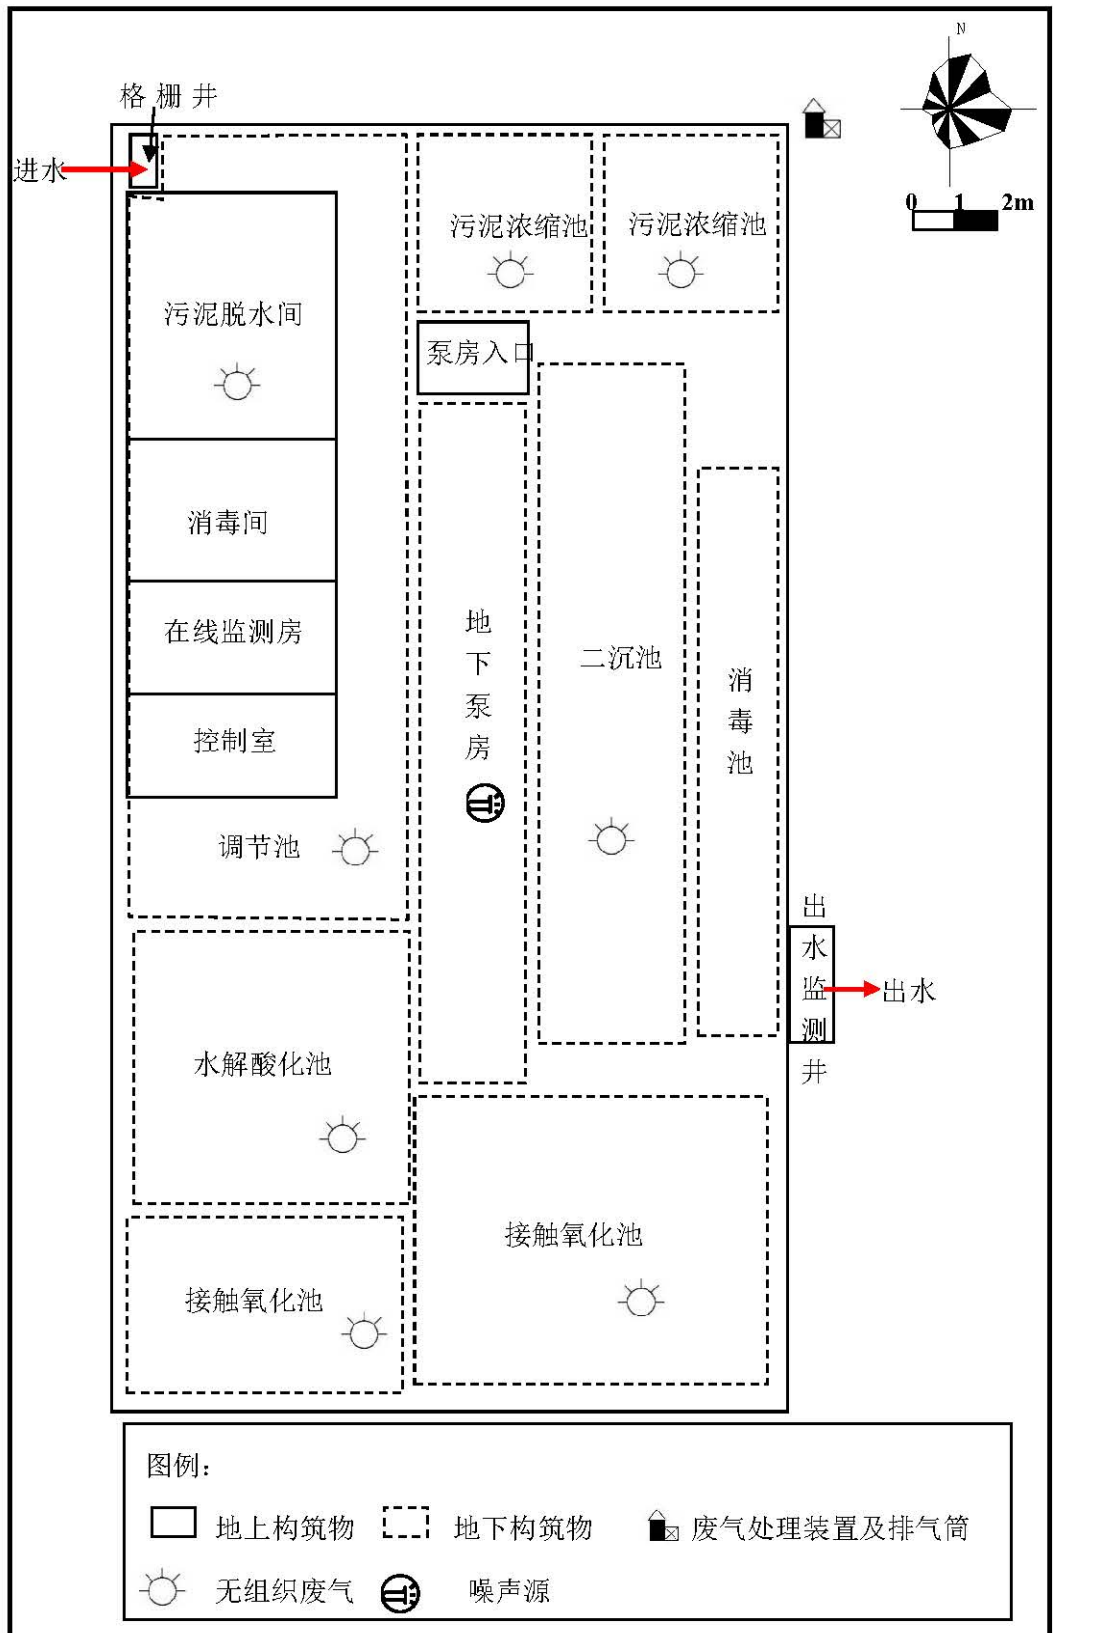 N
格栅井
进水
0 1 2m
污泥浓缩池
污泥浓缩池
污泥脱水间
泵房入口
消毒间
在线监测房
地下泵房
二沉池
消毒池
控制室
调节池
出水监测井
出水
水解酸化池
接触氧化池
接触氧化池
图例：
地上构筑物 地下构筑物 废气处理装置及排气筒
无组织废气 噪声源